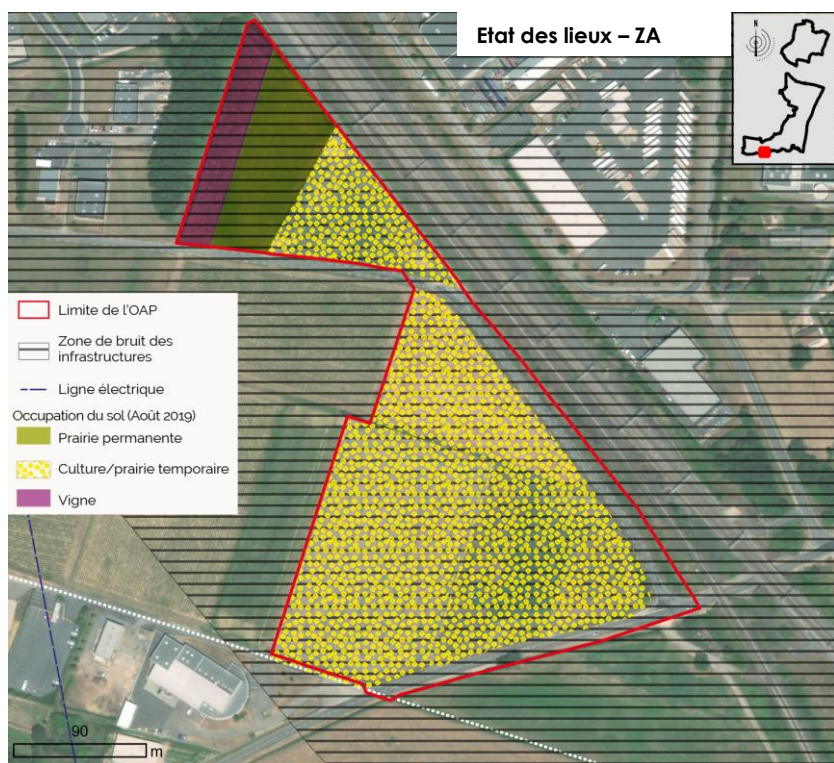 Etat des lieux – ZA
N
Limite de l'OAP
Zone de bruit des
infrastructures
Ligne électrique
Occupation du sol (Août 2019)
Prairie permanente
Culture/prairie temporaire
Vigne
90
m